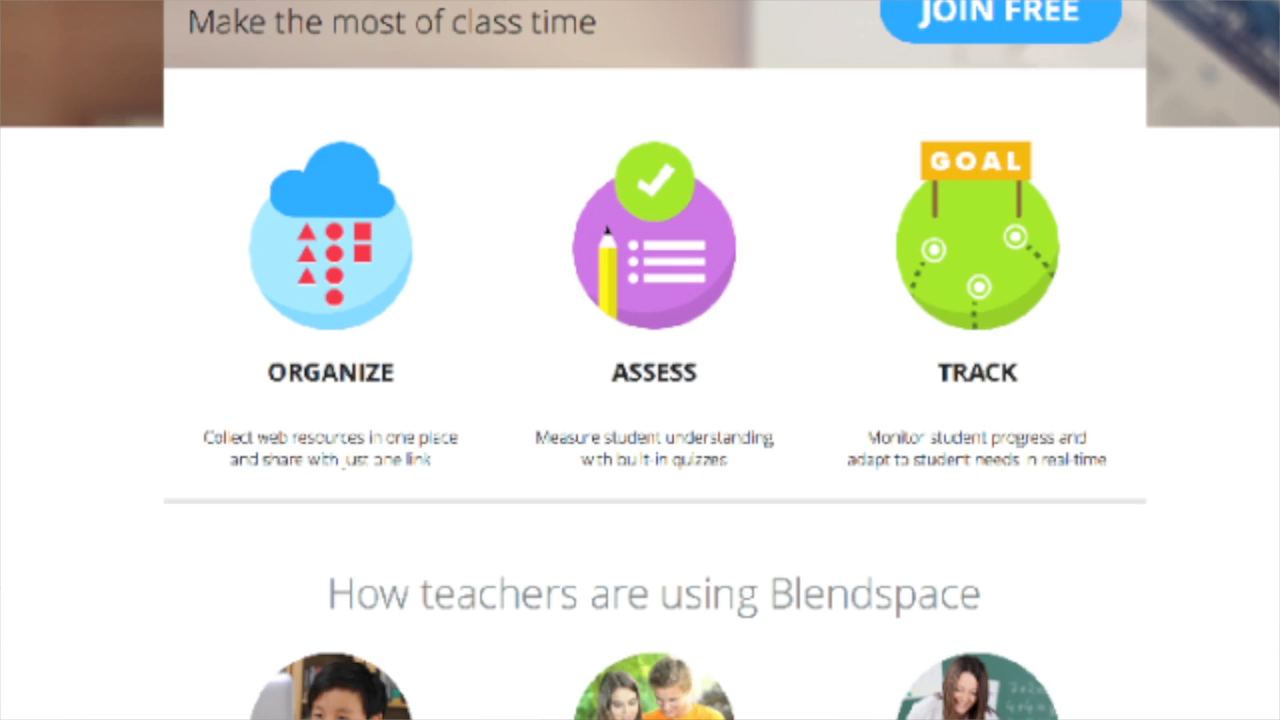 Make the most of class time
JOIN FREE
GOAL
ORGANIZE
ASSESS
TRACK
Collect web resources in one place
and share with just one link
Measure student understanding
with built-in quizzes
Monitor student progress and
adapt to student needs in real-time
How teachers are using Blendspace